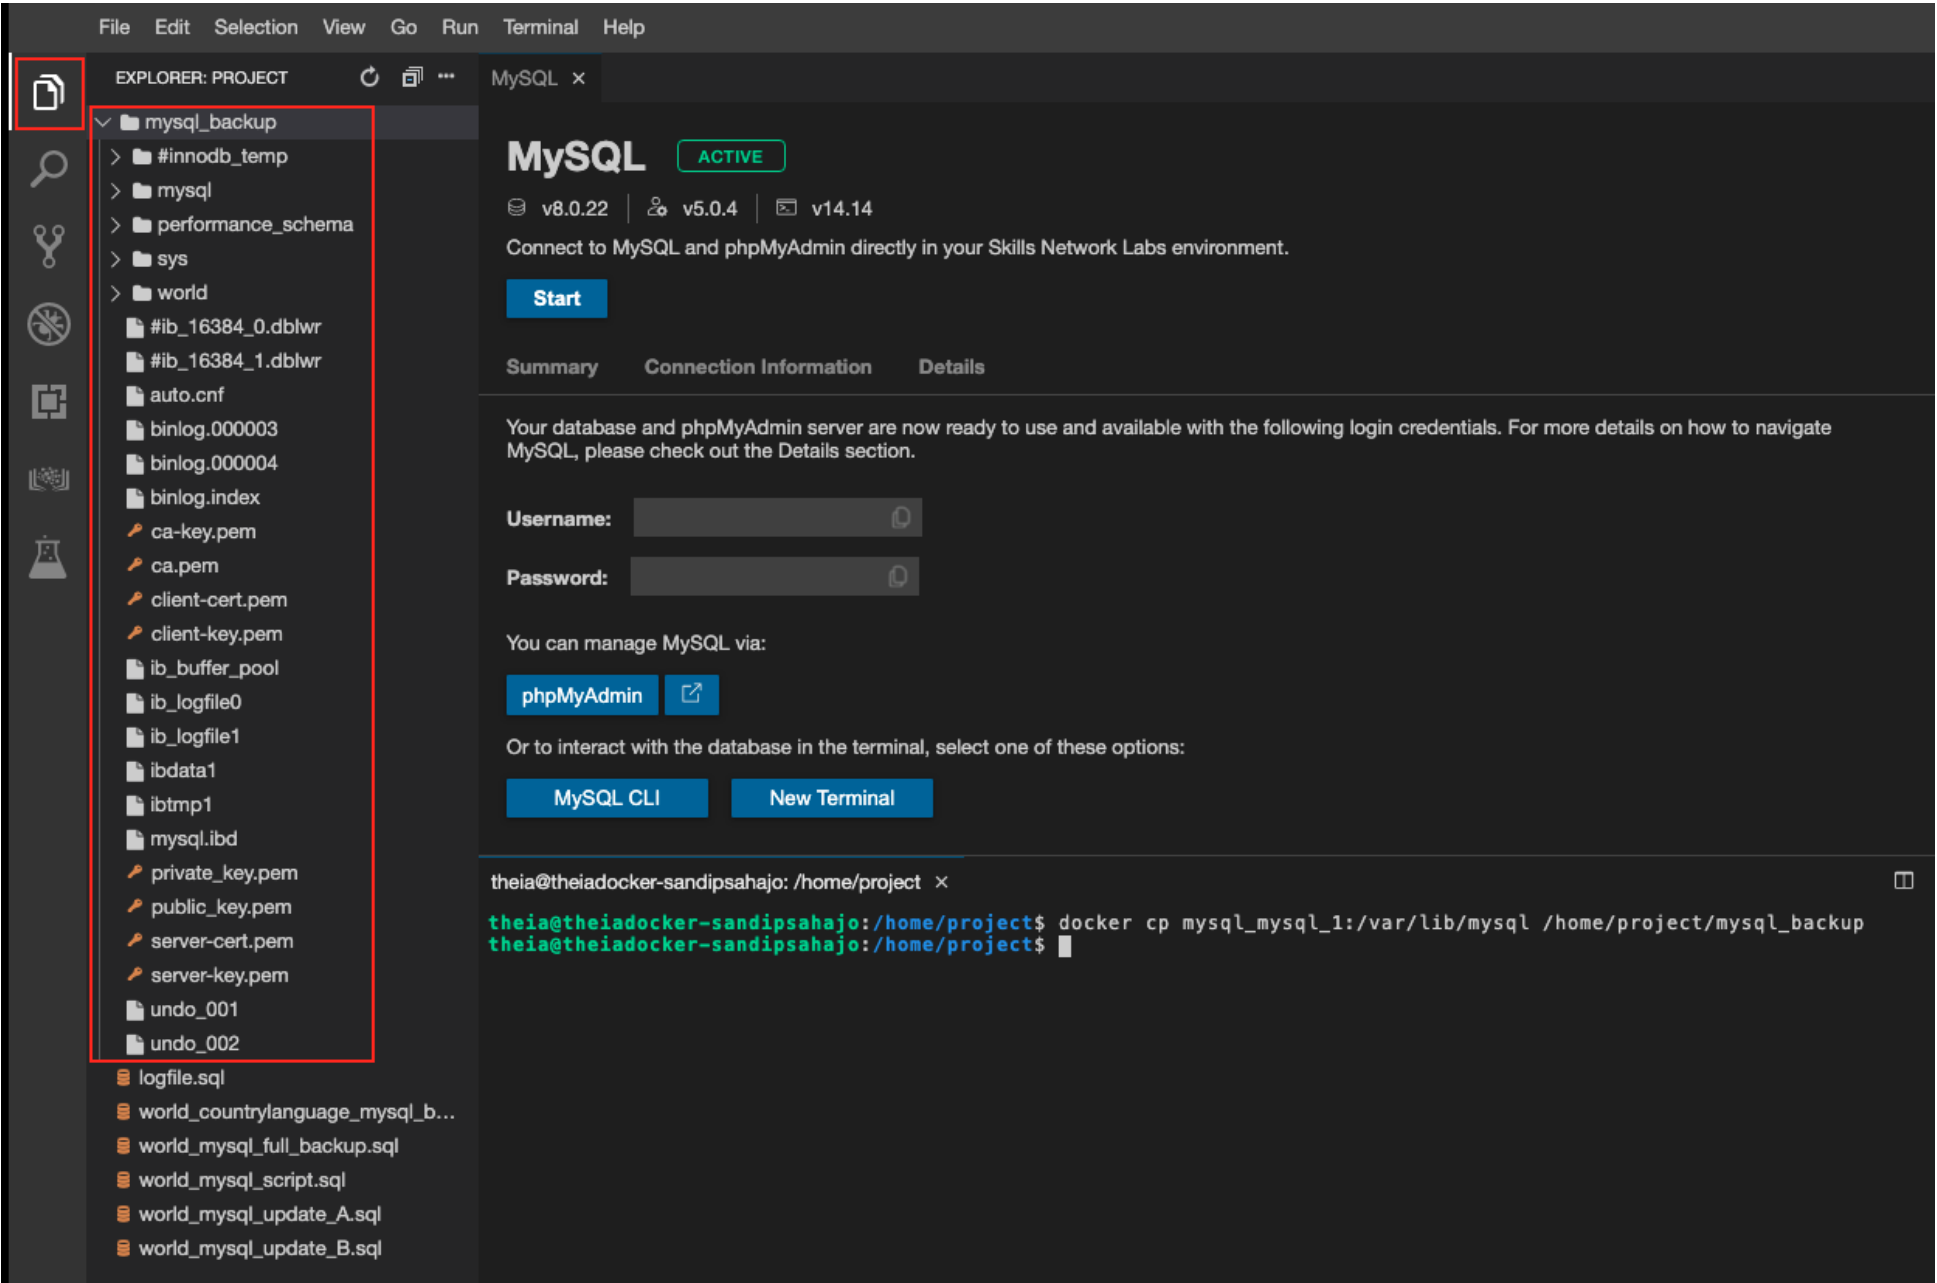 File Edit Selection View Go Run Terminal Help
EXPLORER: PROJECT
mysql_backup
#innodb_temp
mysql
performance_schema
sys
world
#ib_16384_0.dblwr
#ib_16384_1.dblwr
auto.cnf
binlog.000003
binlog.000004
binlog.index
ca-key.pem
ca.pem
client-cert.pem
client-key.pem
ib_buffer_pool
ib_logfile0
ib_logfile1
ibdata1
ibtmp1
mysql.ibd
private_key.pem
public_key.pem
server-cert.pem
server-key.pem
undo_001
undo_002
logfile.sql
world_countrylanguage_mysql_b...
world_mysql_full_backup.sql
world_mysql_script.sql
world_mysql_update_A.sql
world_mysql_update_B.sql
MySQL ×
MySQL ACTIVE
v8.0.22 v5.0.4 v14.14
Connect to MySQL and phpMyAdmin directly in your Skills Network Labs environment.
Start
Summary Connection Information Details
Your database and phpMyAdmin server are now ready to use and available with the following login credentials. For more details on how to navigate
MySQL, please check out the Details section.
Username:
Password:
You can manage MySQL via:
phpMyAdmin
Or to interact with the database in the terminal, select one of these options:
MySQL CLI New Terminal
theia@theiadocker-sandipsahajo: /home/project ×
theia@theiadocker-sandipsahajo:/home/project$ docker cp mysql_mysql_1:/var/lib/mysql /home/project/mysql_backup
theia@theiadocker-sandipsahajo:/home/project$